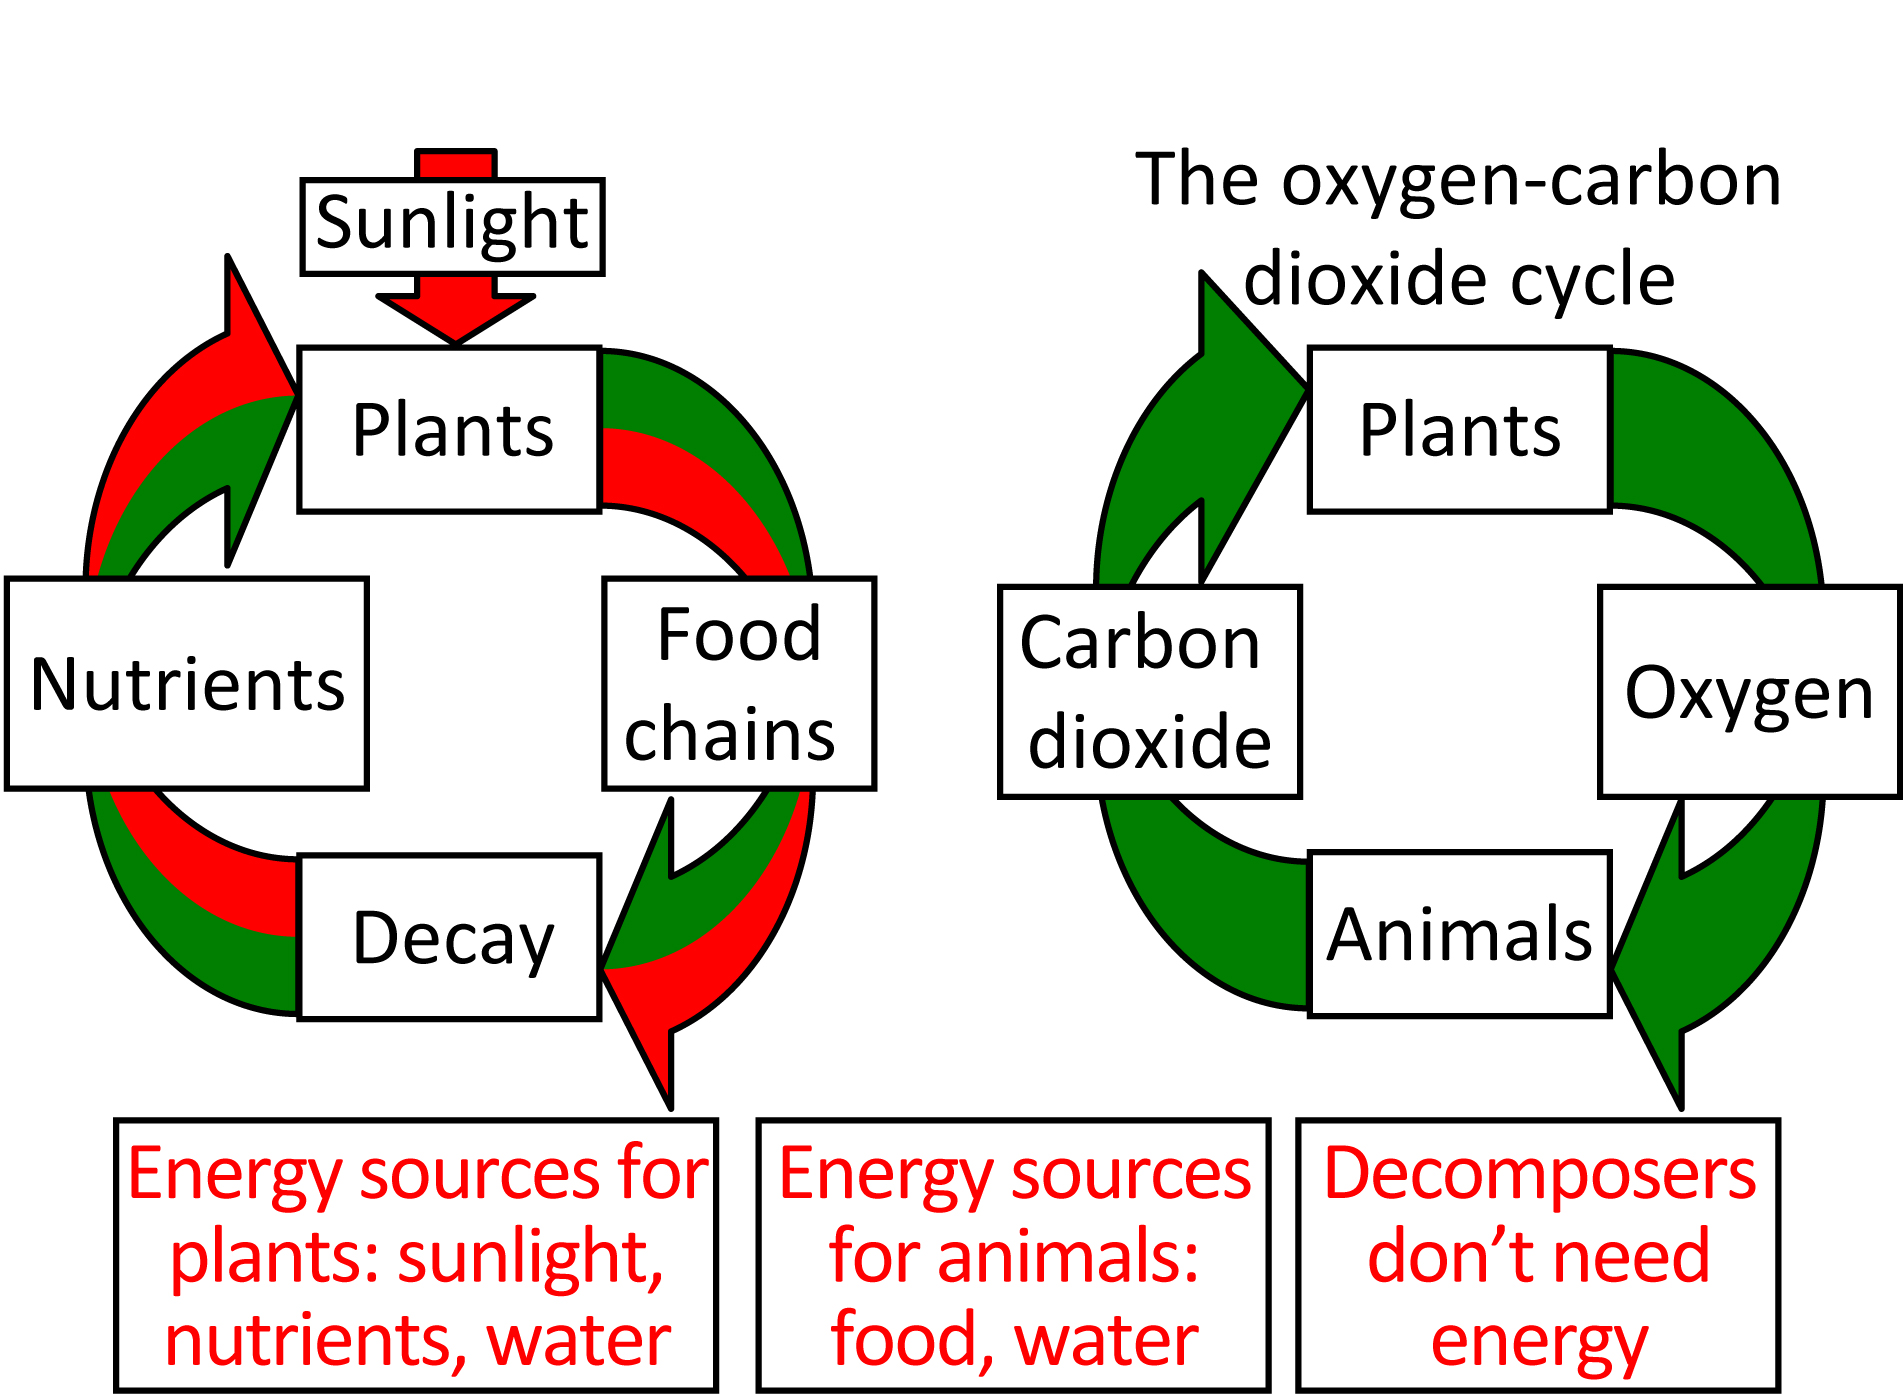 Sunlight
Plants
Nutrients
Food
chains
Decay
The oxygen-carbon
dioxide cycle
Plants
Carbon
dioxide
Oxygen
Animals
Energy sources for
plants: sunlight,
nutrients, water
Energy sources
for animals:
food, water
Decomposers
don’t need
energy